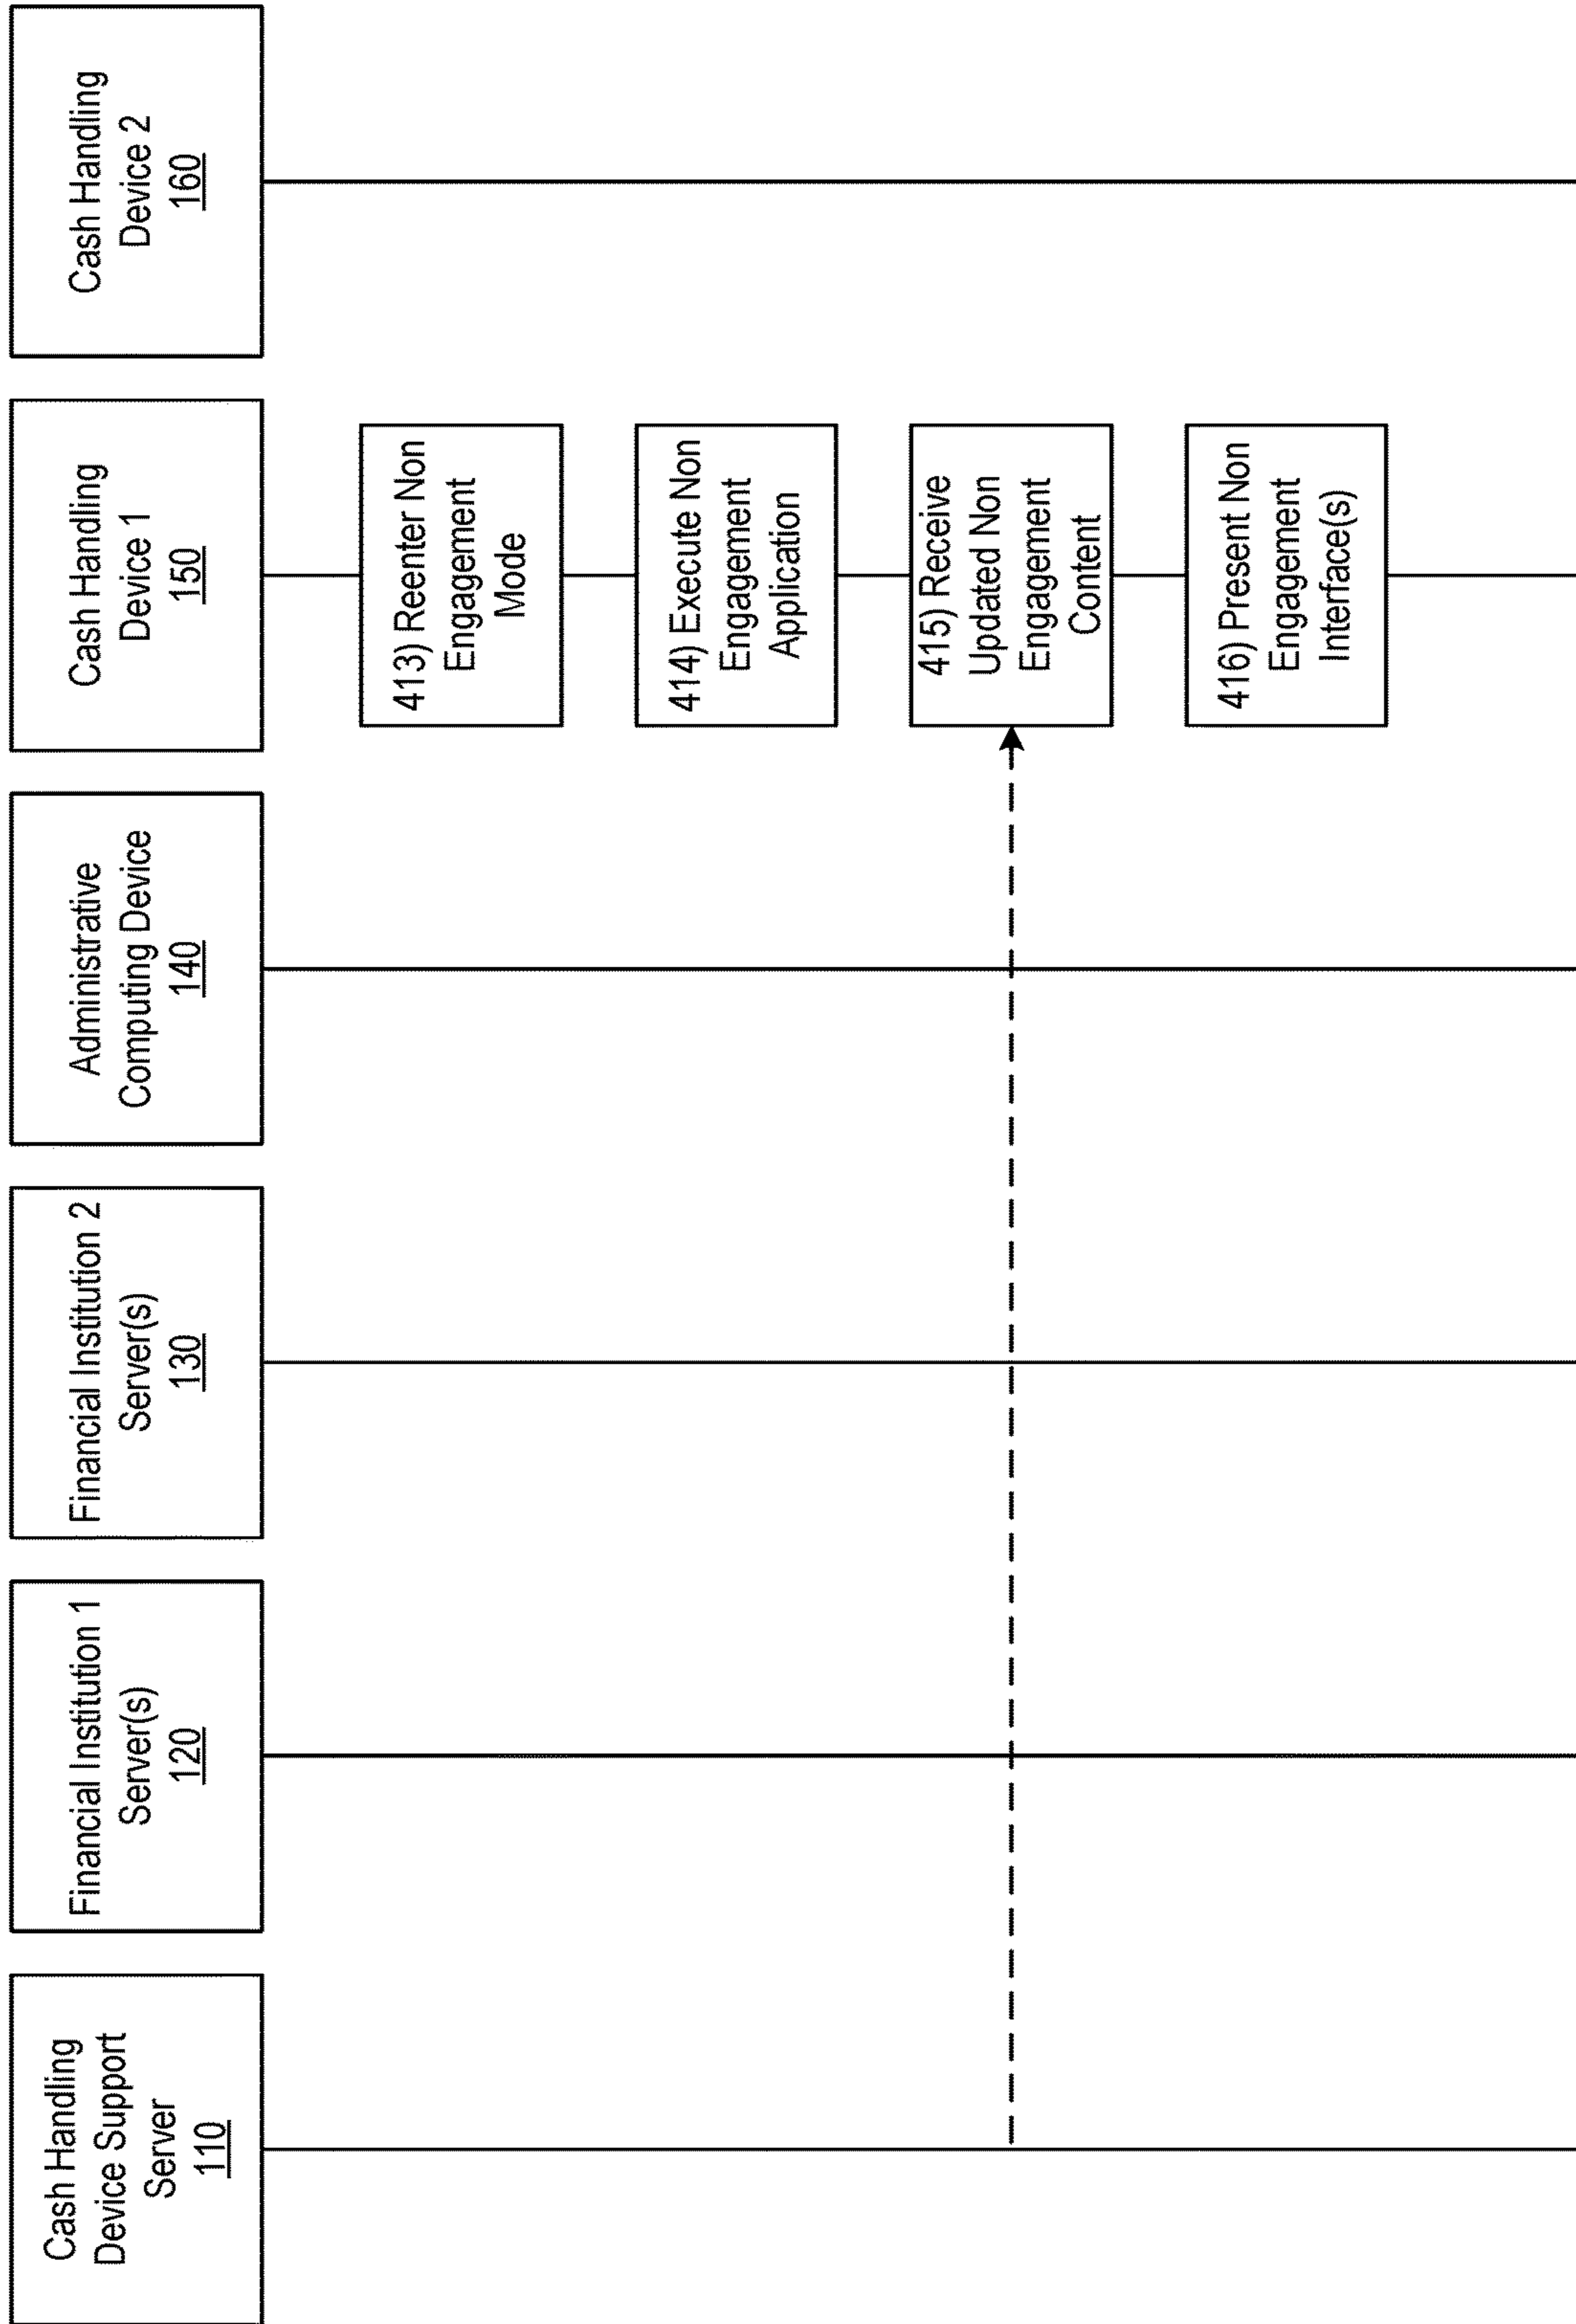 Cash Handling
Device Support
Server
110
Financial Institution 1
Server(s)
120
Financial Institution 2
Server(s)
130
Administrative
Computing Device
140
Cash Handling
Device 1
150
Cash Handling
Device 2
160
413) Reenter Non
Engagement
Mode
414) Execute Non
Engagement
Application
415) Receive
Updated Non
Engagement
Content
416) Present Non
Engagement
Interface(s)